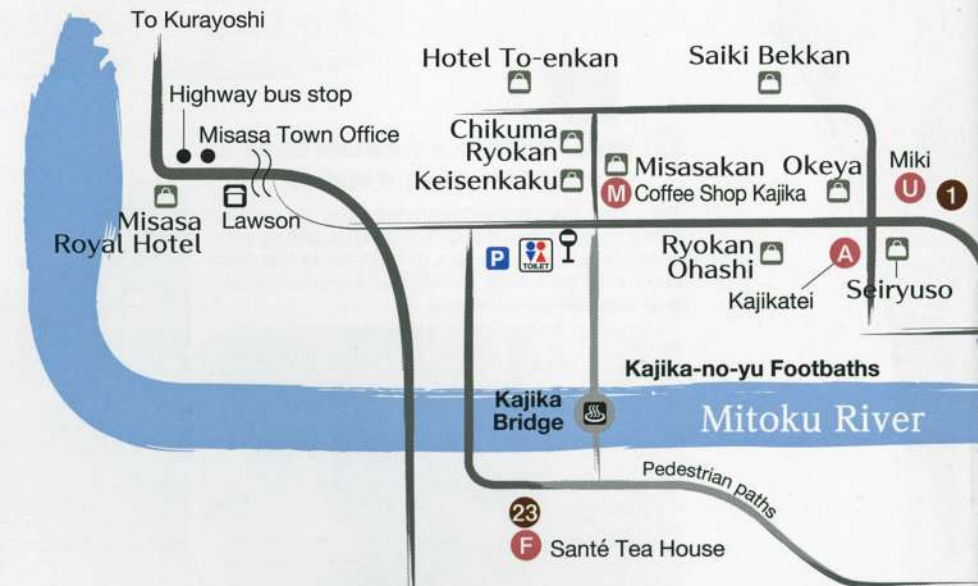 To Kurayoshi
Hotel To-enkan
Saiki Bekkan
Highway bus stop
Misasa Town Office
Chikuma
Ryokan
Keisenkaku
Misasakan
Okeya
Miki
M
Coffee Shop Kajika
U
1
Misasa
Royal Hotel
Lawson
P
TOILET
Ryokan
Ohashi
A
Kajikatei
Seiryuso
Kajika-no-yu Footbaths
Kajika
Bridge
Mitoku River
Pedestrian paths
23
F
Santé Tea House